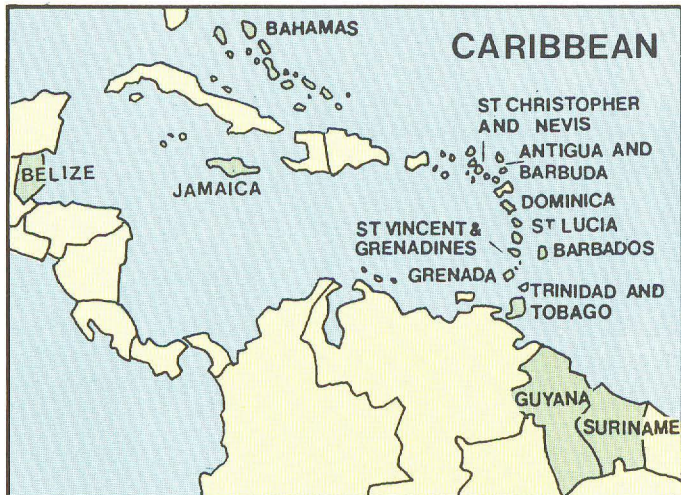 BAHAMAS
CARIBBEAN
ST CHRISTOPHER
AND NEVIS
ANTIGUA AND
BARBUDA
BELIZE
JAMAICA
DOMINICA
ST LUCIA
ST VINCENT &
GRENADINES
BARBADOS
GRENADA
TRINIDAD AND
TOBAGO
GUYANA
SURINAME